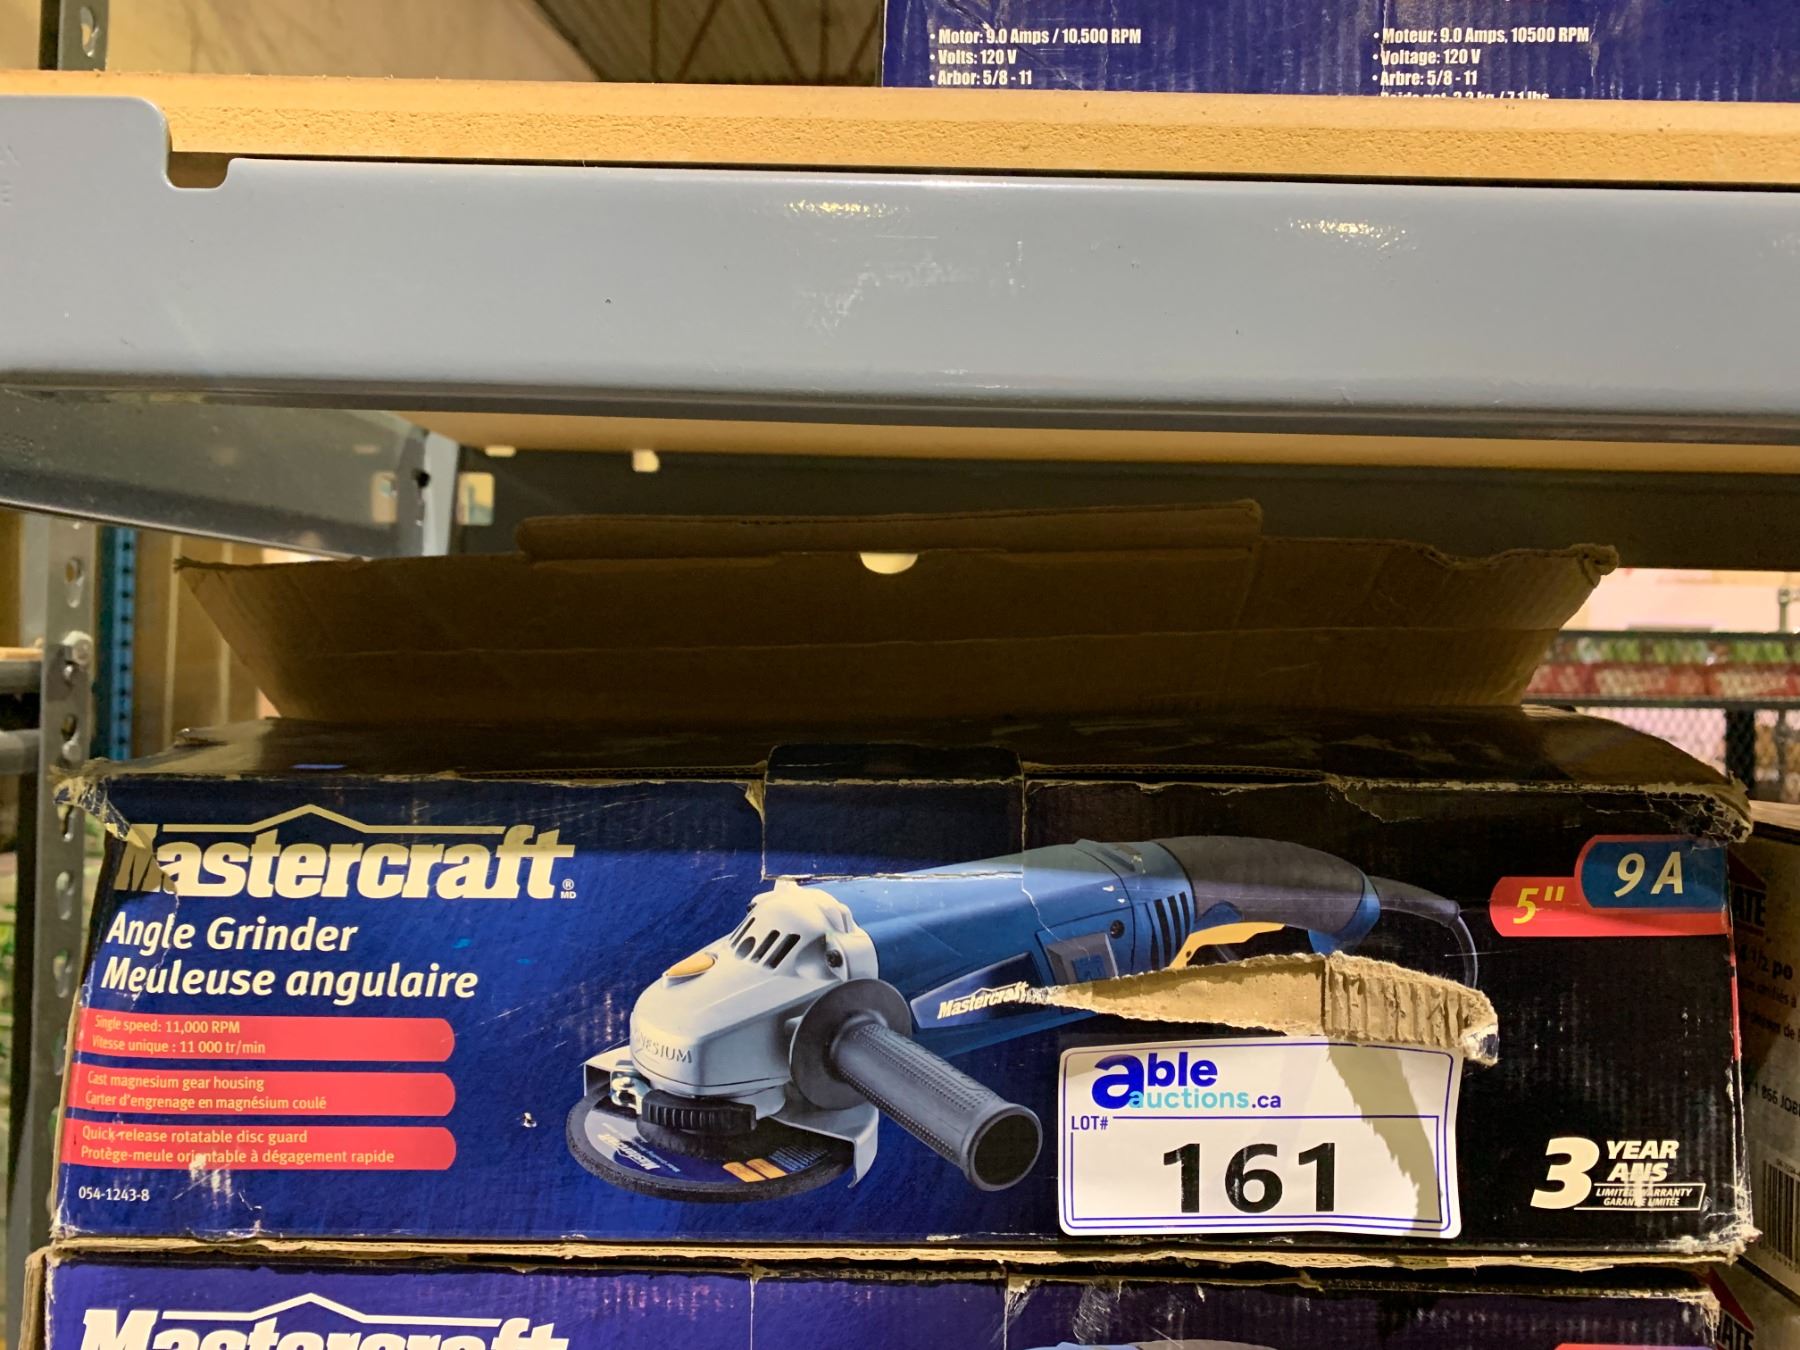 • Motor: 9.0 Amps / 10,500 RPM
• Volts: 120 V
• Arbor: 5/8 - 11
• Moteur: 9.0 Amps, 10500 RPM
• Voltage: 120 V
• Arbre: 5/8 - 11
Mastercraft ® MD
Angle Grinder
Meuleuse angulaire
Single speed: 11,000 RPM
Vitesse unique : 11 000 tr/min
Cast magnesium gear housing
Carter d'engrenage en magnésium coulé
Quick-release rotatable disc guard
Protège-meule orientable à dégagement rapide
054-1243-8
Mastercraft
Mastercraft
5" 9 A
able
auctions.ca
LOT#
161
3 YEAR
ANS
LIMITED WARRANTY
GARANTIE LIMITÉE
Mastercraft